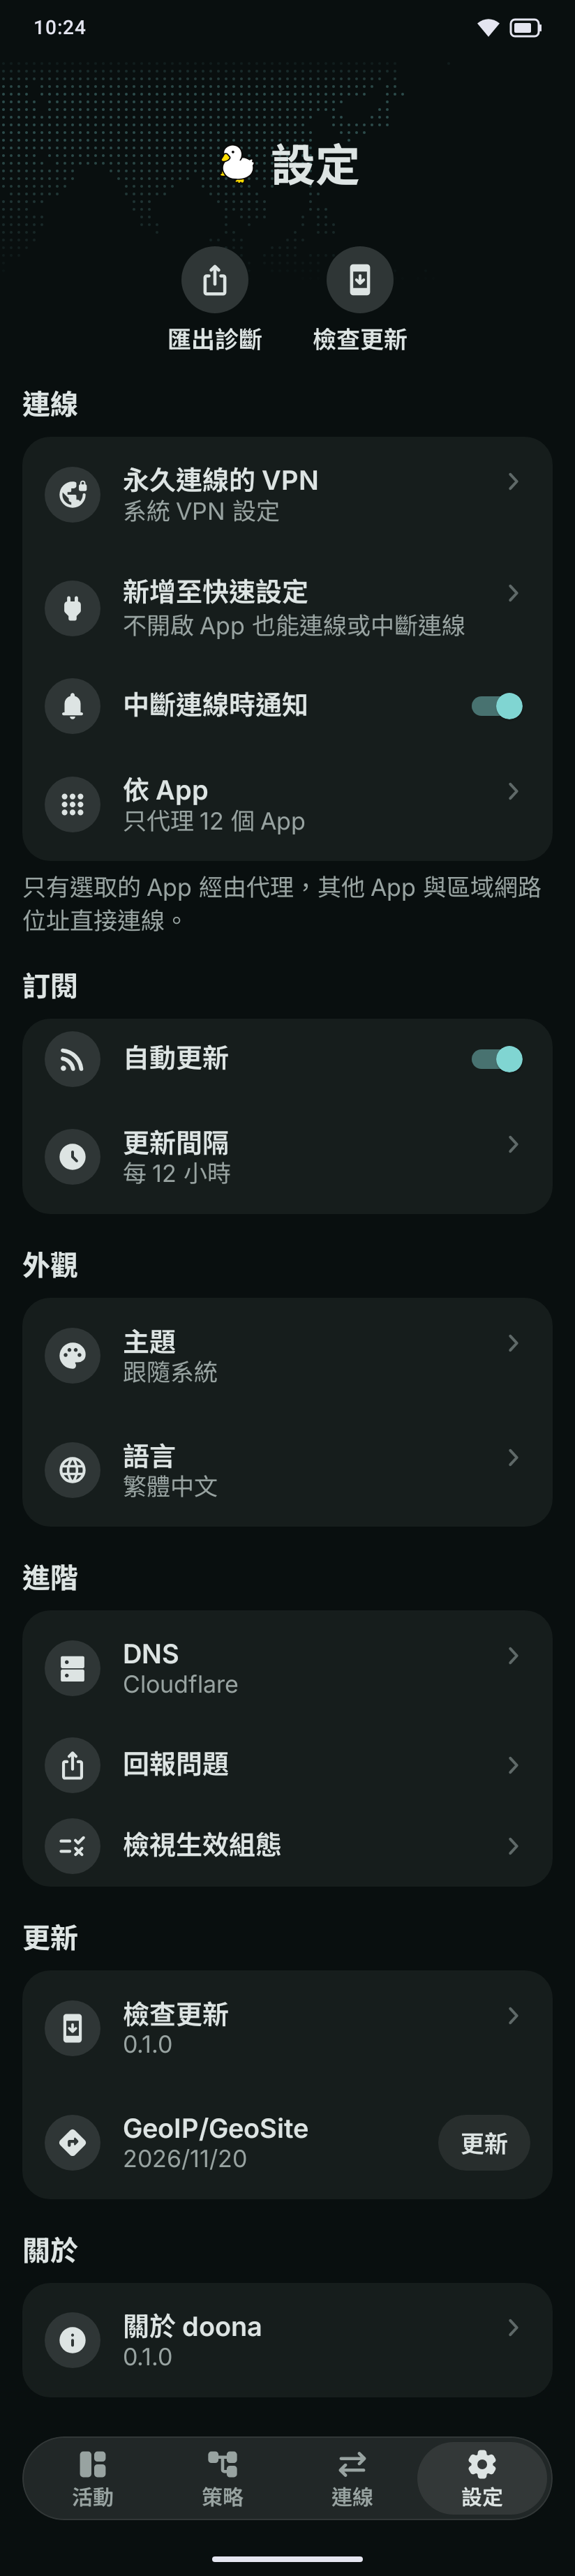 10:24
設定
匯出診斷
檢查更新
連線
永久連線的 VPN
系統 VPN 設定
新增至快速設定
不開啟 App 也能連線或中斷連線
中斷連線時通知
依 App
只代理 12 個 App
只有選取的 App 經由代理，其他 App 與區域網路
位址直接連線。
訂閱
自動更新
更新間隔
每 12 小時
外觀
主題
跟隨系統
語言
繁體中文
進階
DNS
Cloudflare
回報問題
檢視生效組態
更新
檢查更新
0.1.0
GeoIP/GeoSite
2026/11/20
更新
關於
關於 doona
0.1.0
活動
策略
連線
設定